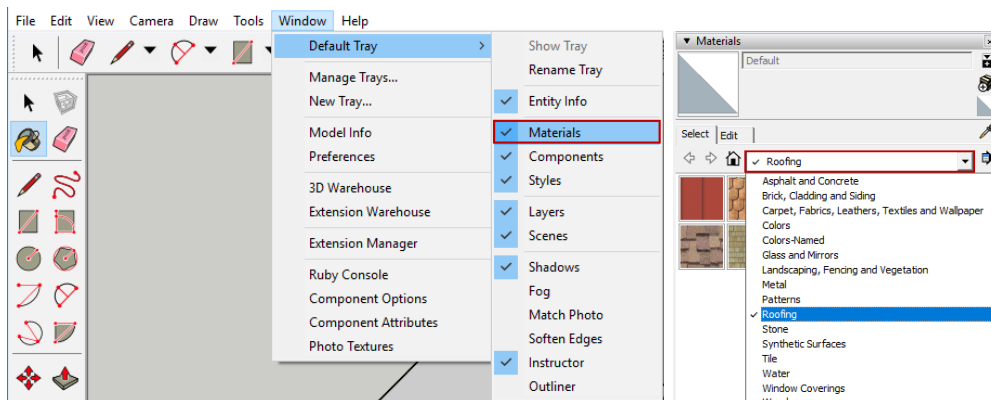 File Edit View Camera Draw Tools Window Help
Default Tray
Manage Trays...
New Tray...
Model Info
Preferences
3D Warehouse
Extension Warehouse
Extension Manager
Ruby Console
Component Options
Component Attributes
Photo Textures
Show Tray
Rename Tray
Entity Info
Materials
Components
Styles
Layers
Scenes
Shadows
Fog
Match Photo
Soften Edges
Instructor
Outliner
Materials
Default
Select Edit
Roofing
Asphalt and Concrete
Brick, Cladding and Siding
Carpet, Fabrics, Leathers, Textiles and Wallpaper
Colors
Colors-Named
Glass and Mirrors
Landscaping, Fencing and Vegetation
Metal
Patterns
Roofing
Stone
Synthetic Surfaces
Tile
Water
Window Coverings